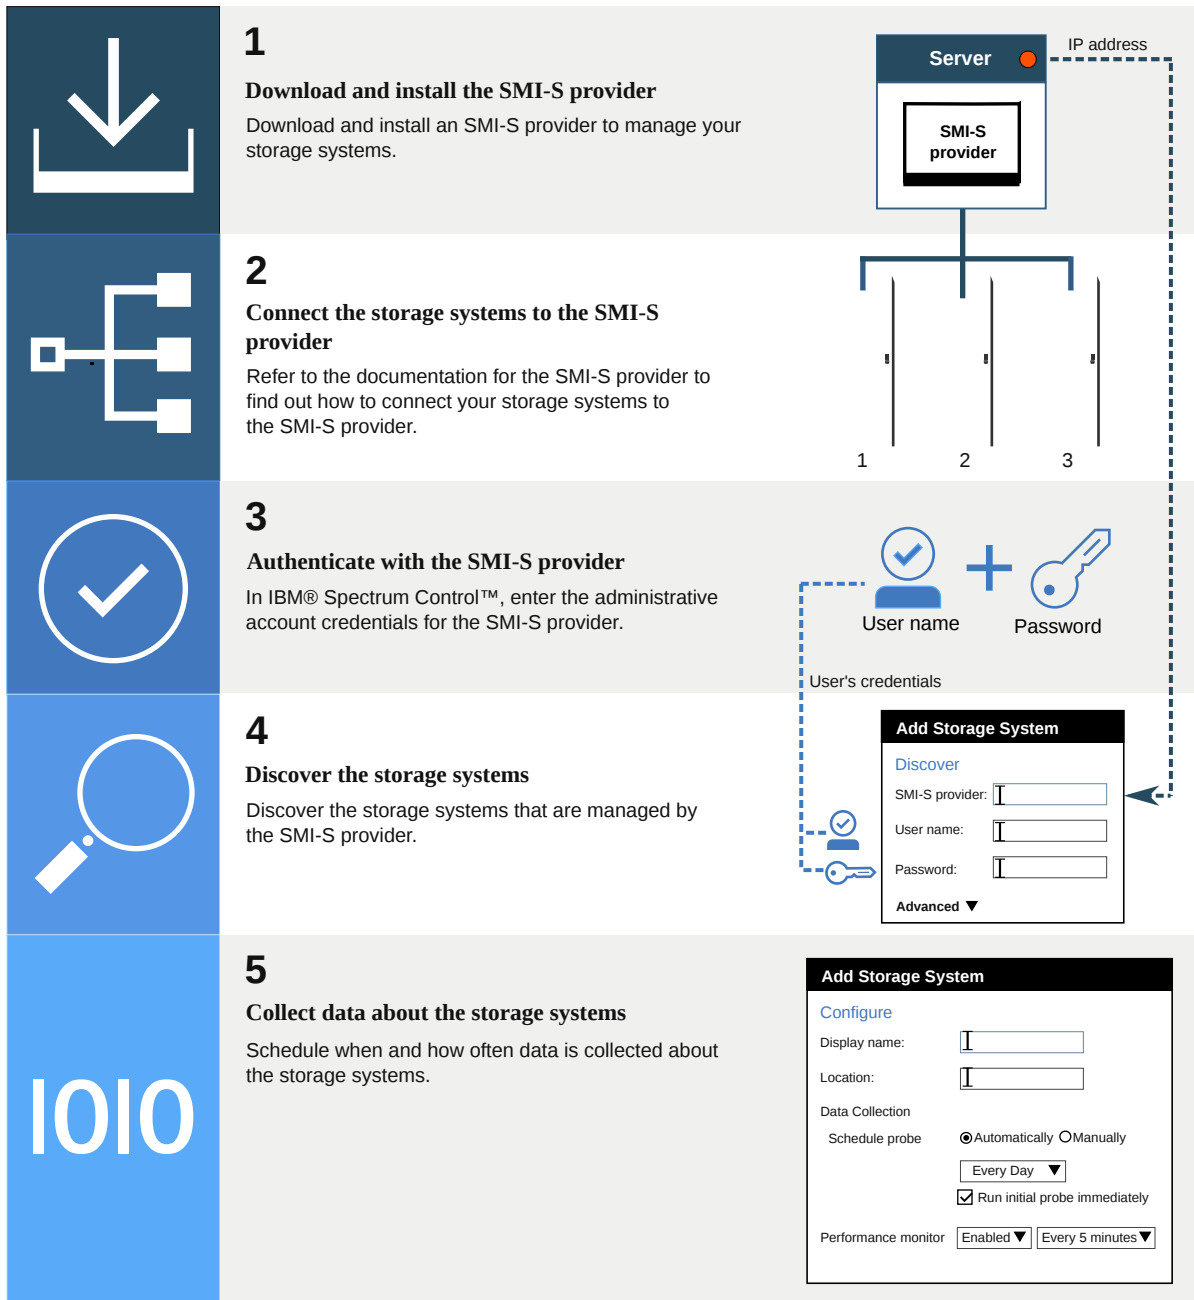 1
Download and install the SMI-S provider
Download and install an SMI-S provider to manage your
storage systems.
Server
IP address
SMI-S
provider
2
Connect the storage systems to the SMI-S
provider
Refer to the documentation for the SMI-S provider to
find out how to connect your storage systems to
the SMI-S provider.
1
2
3
3
Authenticate with the SMI-S provider
In IBM® Spectrum Control™, enter the administrative
account credentials for the SMI-S provider.
User name
Password
User's credentials
4
Discover the storage systems
Discover the storage systems that are managed by
the SMI-S provider.
Add Storage System
Discover
SMI-S provider:
User name:
Password:
Advanced
5
Collect data about the storage systems
Schedule when and how often data is collected about
the storage systems.
IOIO
Add Storage System
Configure
Display name:
Location:
Data Collection
Schedule probe
Automatically Manually
Every Day
Run initial probe immediately
Performance monitor Enabled Every 5 minutes